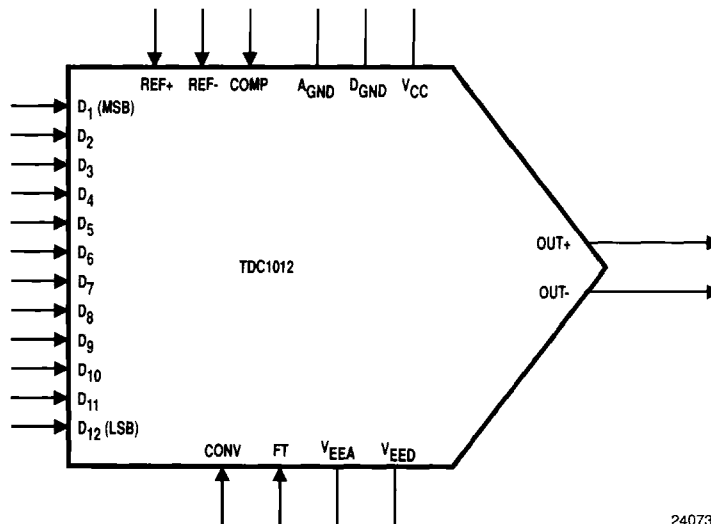 REF+ REF- COMP AGND DGND VCC
D1 (MSB)
D2
D3
D4
D5
D6
D7
D8
D9
D10
D11
D12 (LSB)
TDC1012
OUT+
OUT-
CONV FT VEEA VEED
24073